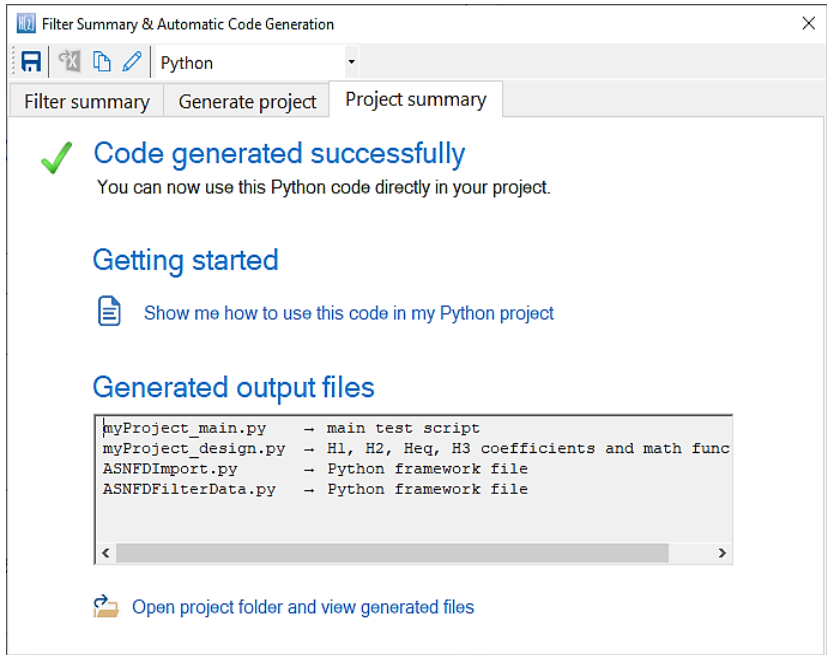 Filter Summary & Automatic Code Generation
Python
Filter summary Generate project Project summary
Code generated successfully
You can now use this Python code directly in your project.
Getting started
Show me how to use this code in my Python project
Generated output files
myProject_main.py → main test script
myProject_design.py → H1, H2, Heq, H3 coefficients and math func
ASNFDImport.py → Python framework file
ASNFDFilterData.py → Python framework file
Open project folder and view generated files